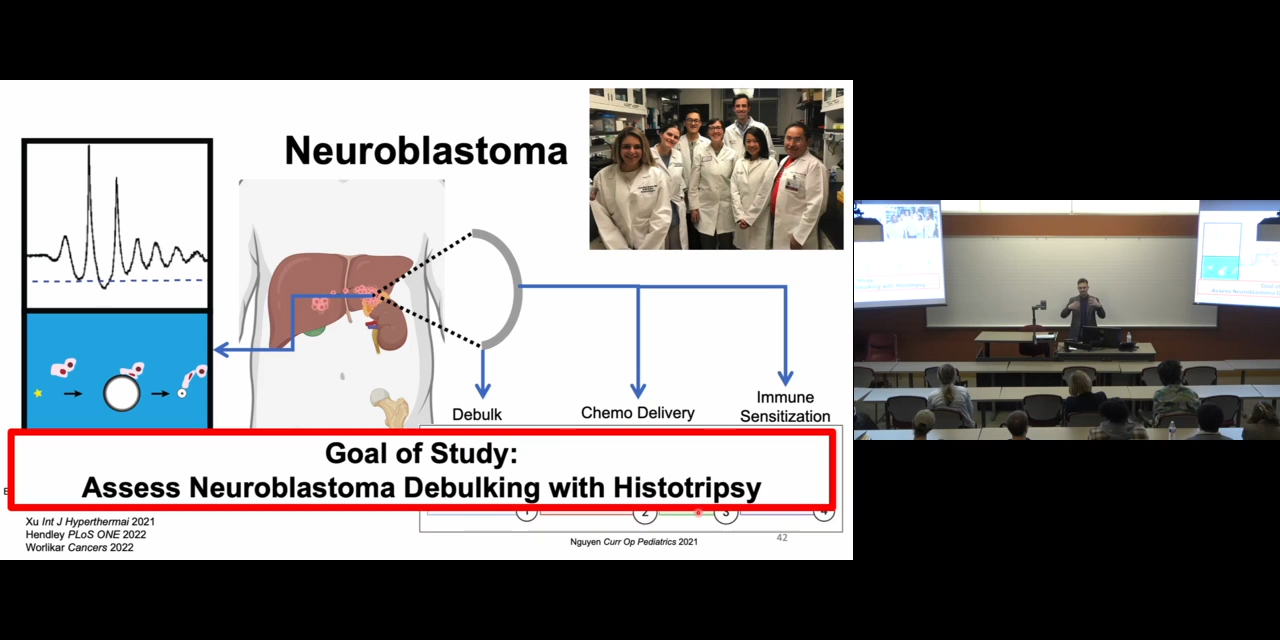 Neuroblastoma
Debulk
Chemo Delivery
Immune
Sensitization
Goal of Study:
Assess Neuroblastoma Debulking with Histotripsy
1
2
3
4
Xu Int J Hyperthermai 2021
Hendley PLoS ONE 2022
Worlikar Cancers 2022
Nguyen Curr Op Pediatrics 2021
42